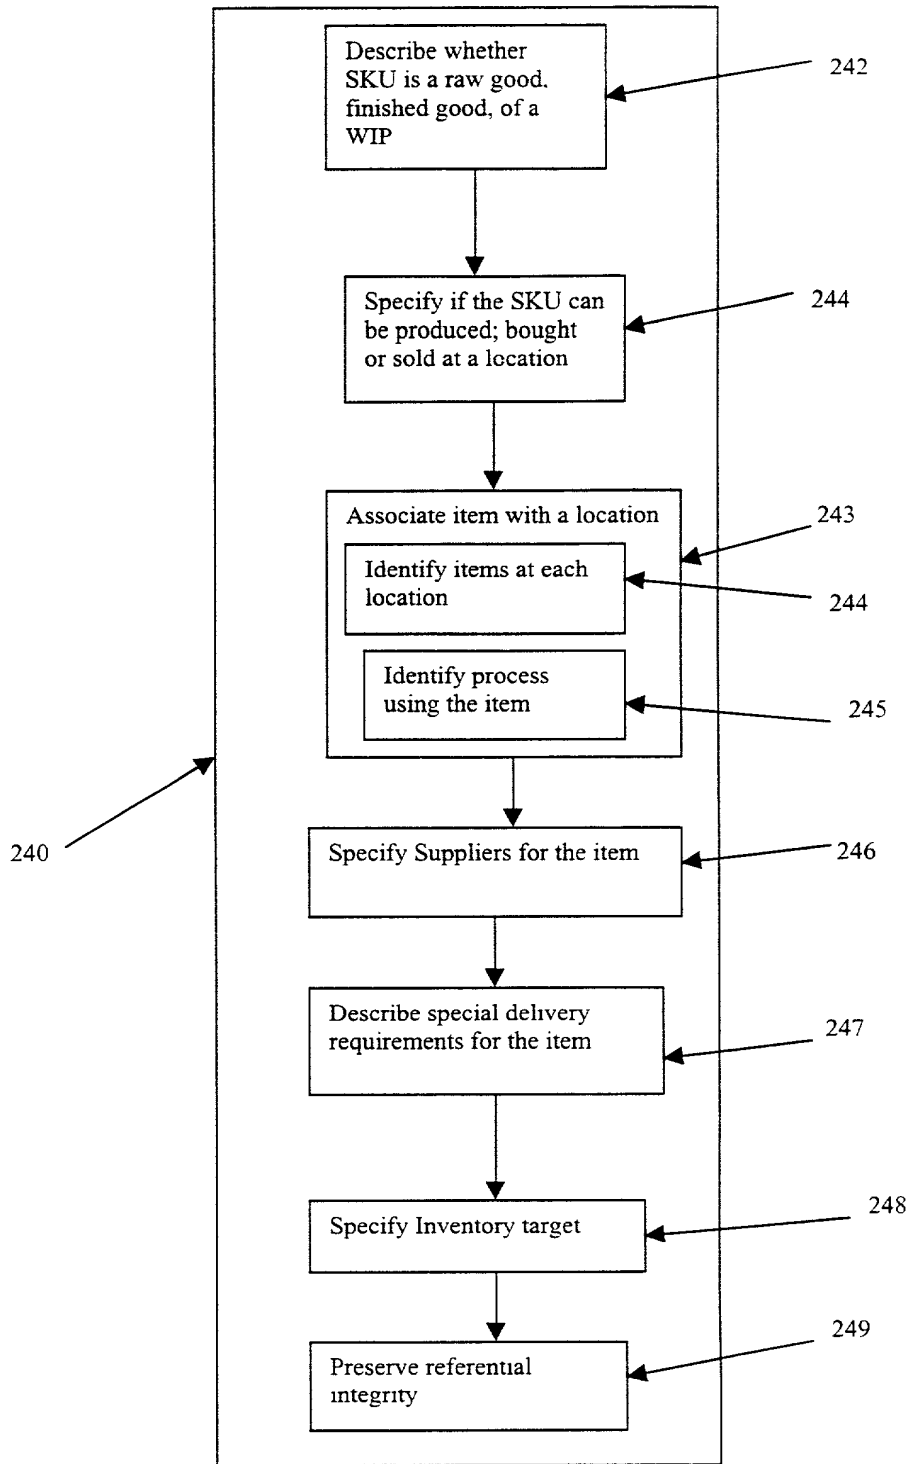 Describe whether
SKU is a raw good,
finished good, of a
WIP
242
Specify if the SKU can
be produced; bought
or sold at a location
244
Associate item with a location
243
Identify items at each
location
244
Identify process
using the item
245
240
Specify Suppliers for the item
246
Describe special delivery
requirements for the item
247
Specify Inventory target
248
Preserve referential
integrity
249